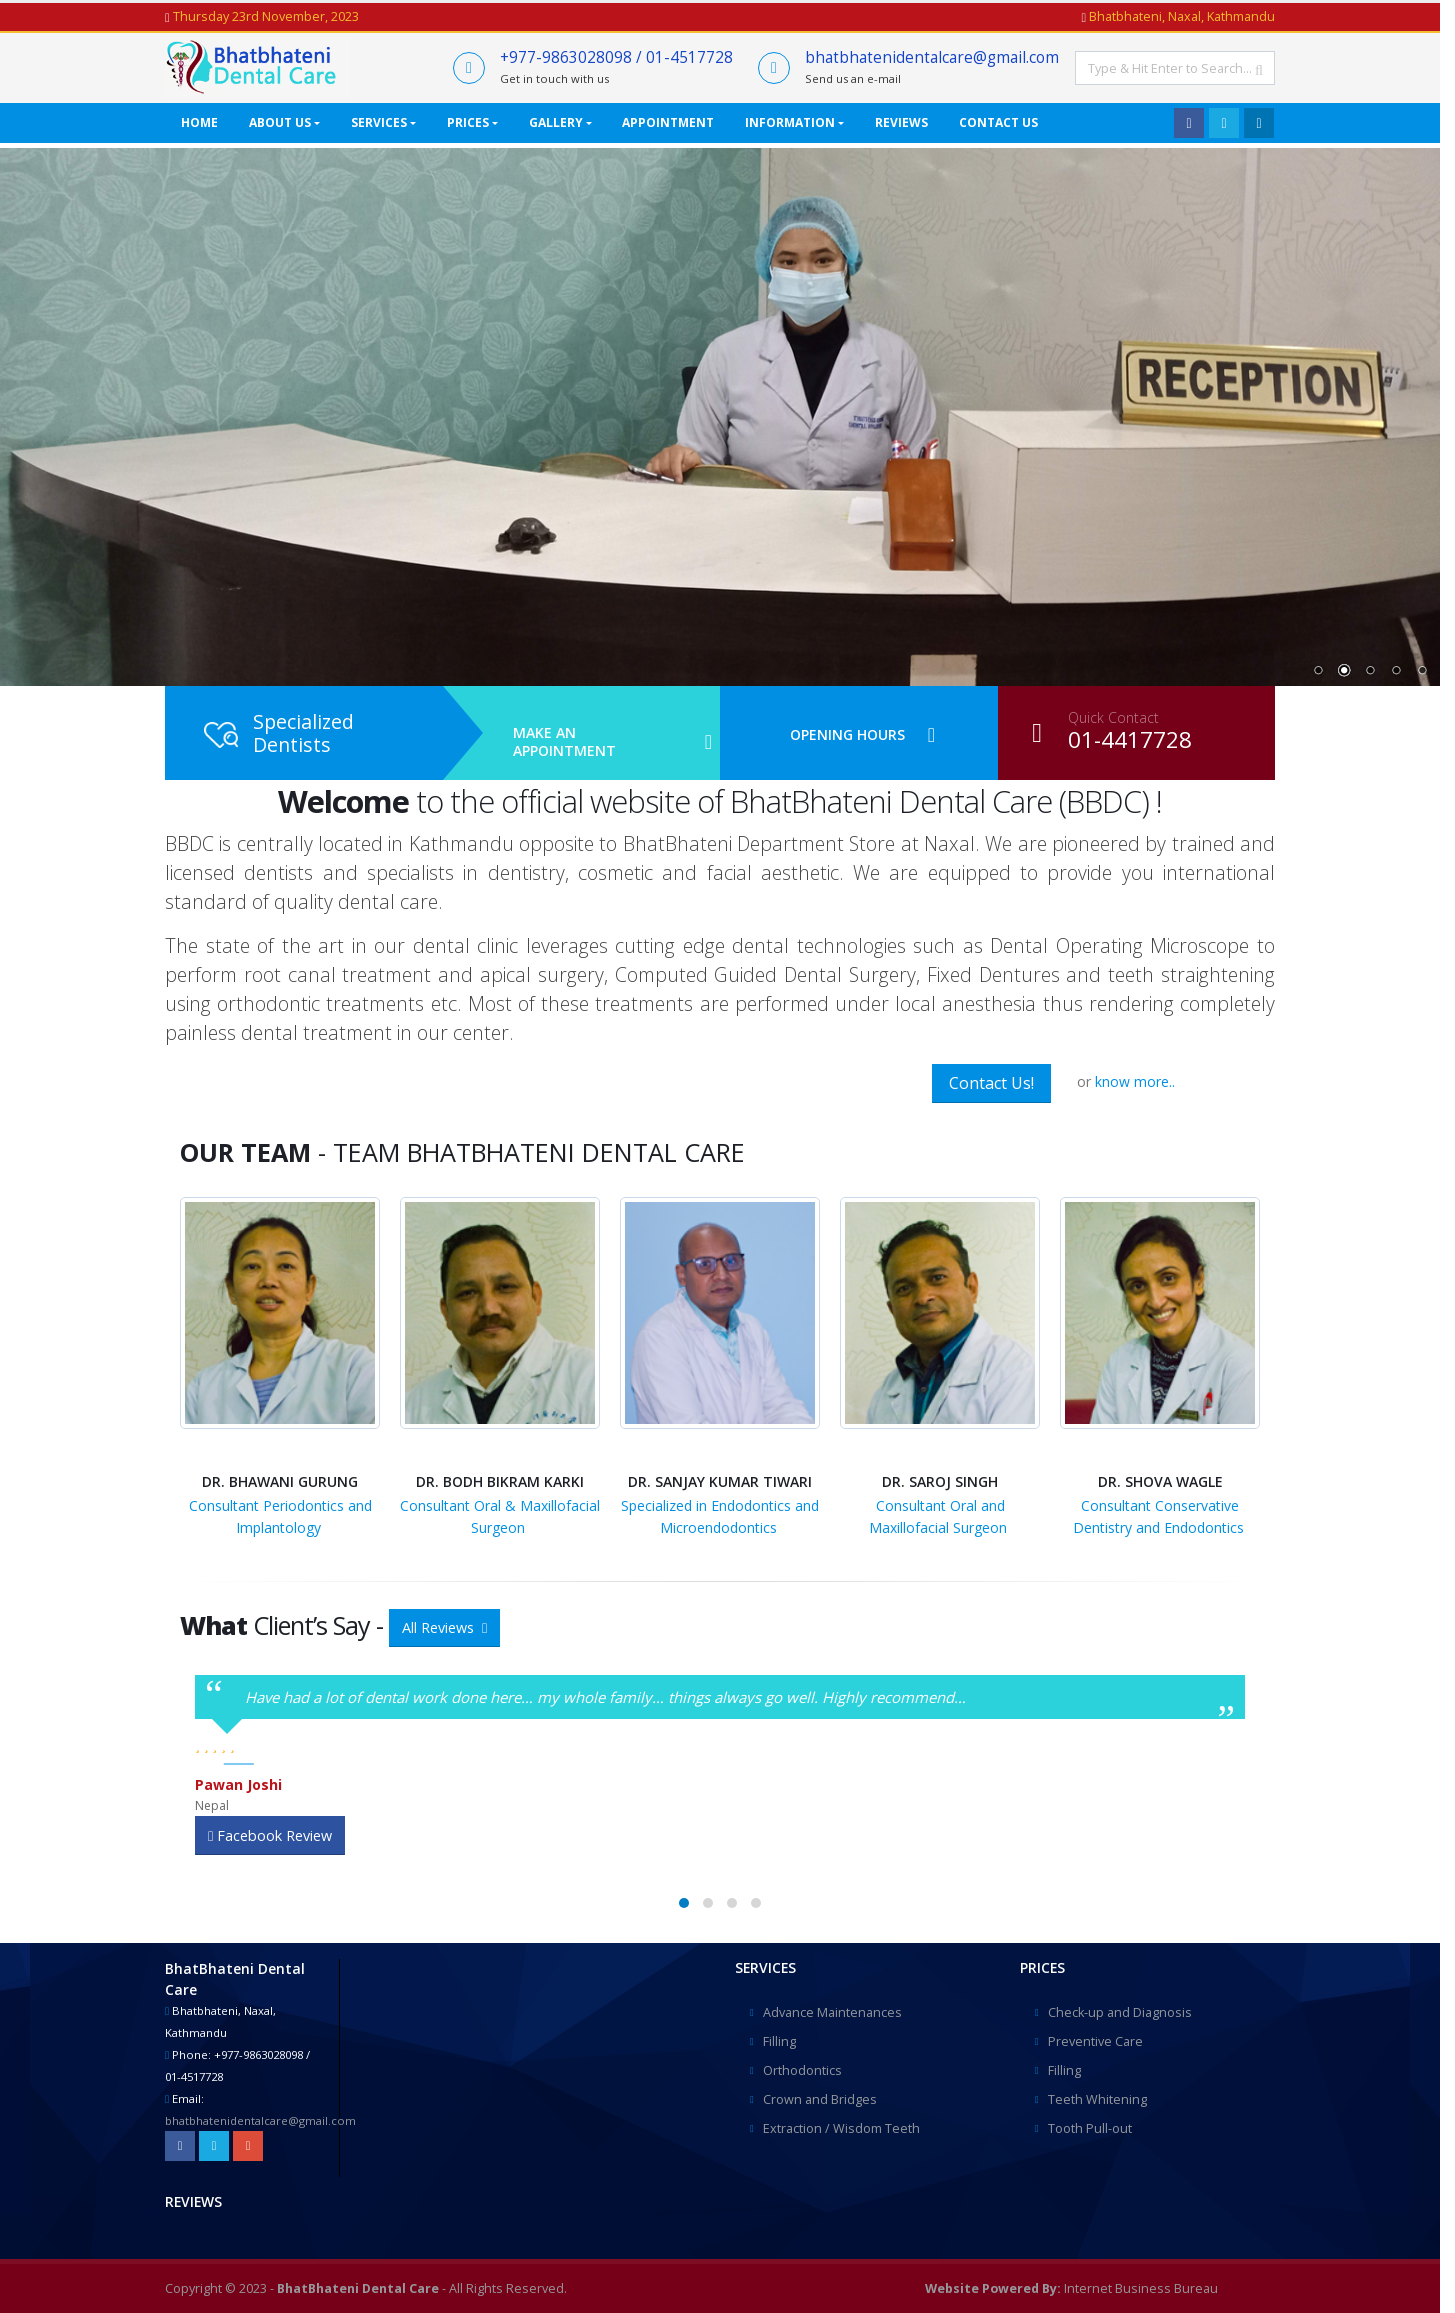 Thursday 23rd November, 2023
Bhatbhateni, Naxal, Kathmandu
Bhatbhateni
Dental Care
+977-9863028098 / 01-4517728
Get in touch with us
bhatbhatenidentalcare@gmail.com
Send us an e-mail
Type & Hit Enter to Search...
HOME ABOUT US SERVICES PRICES GALLERY APPOINTMENT INFORMATION REVIEWS CONTACT US
RECEPTION
Specialized
Dentists
MAKE AN
APPOINTMENT
OPENING HOURS
Quick Contact
01-4417728
Welcome to the official website of BhatBhateni Dental Care (BBDC) !
BBDC is centrally located in Kathmandu opposite to BhatBhateni Department Store at Naxal. We are pioneered by trained and
licensed dentists and specialists in dentistry, cosmetic and facial aesthetic. We are equipped to provide you international
standard of quality dental care.
The state of the art in our dental clinic leverages cutting edge dental technologies such as Dental Operating Microscope to
perform root canal treatment and apical surgery, Computed Guided Dental Surgery, Fixed Dentures and teeth straightening
using orthodontic treatments etc. Most of these treatments are performed under local anesthesia thus rendering completely
painless dental treatment in our center.
Contact Us! or know more..
OUR TEAM - TEAM BHATBHATENI DENTAL CARE
DR. BHAWANI GURUNG
Consultant Periodontics and
Implantology
DR. BODH BIKRAM KARKI
Consultant Oral & Maxillofacial
Surgeon
DR. SANJAY KUMAR TIWARI
Specialized in Endodontics and
Microendodontics
DR. SAROJ SINGH
Consultant Oral and
Maxillofacial Surgeon
DR. SHOVA WAGLE
Consultant Conservative
Dentistry and Endodontics
What Client's Say - All Reviews
“ Have had a lot of dental work done here... my whole family... things always go well. Highly recommend... ”
Pawan Joshi
Nepal
Facebook Review
BhatBhateni Dental
Care
Bhatbhateni, Naxal,
Kathmandu
Phone: +977-9863028098 /
01-4517728
Email:
bhatbhatenidentalcare@gmail.com
SERVICES
Advance Maintenances
Filling
Orthodontics
Crown and Bridges
Extraction / Wisdom Teeth
PRICES
Check-up and Diagnosis
Preventive Care
Filling
Teeth Whitening
Tooth Pull-out
REVIEWS
Copyright © 2023 - BhatBhateni Dental Care - All Rights Reserved.
Website Powered By: Internet Business Bureau